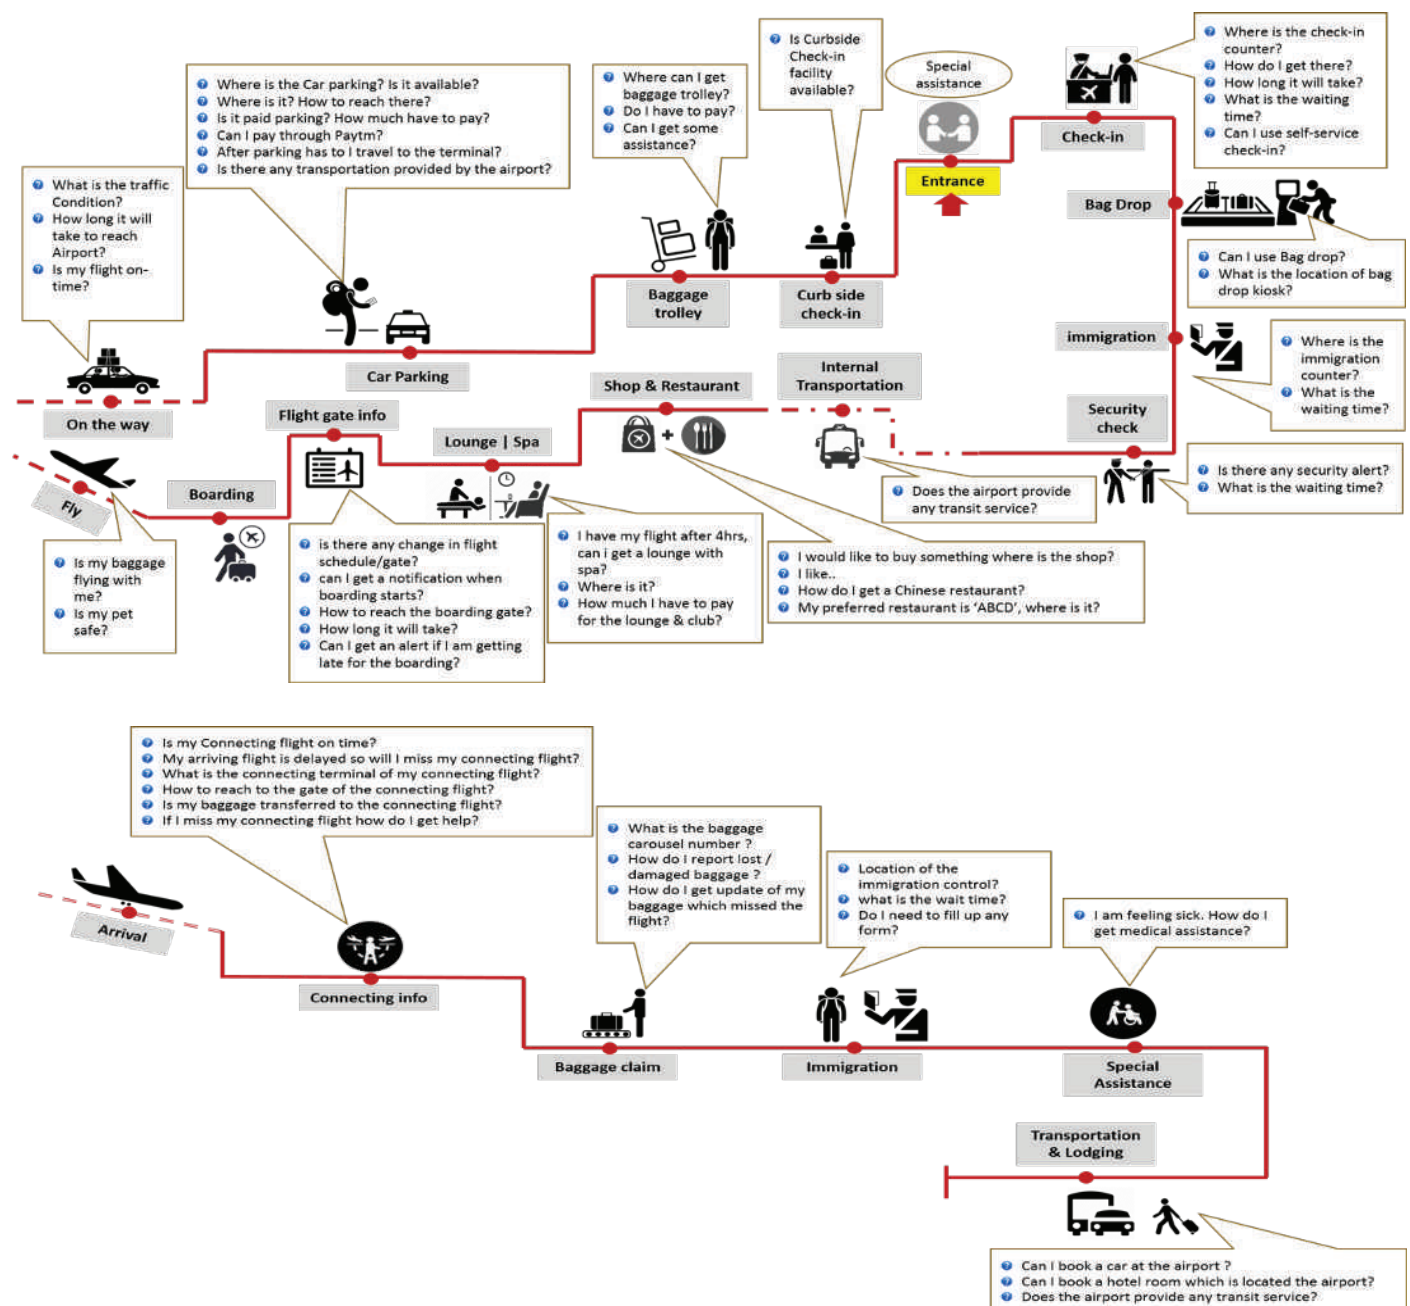 Where is the Car parking? Is it available?
Where is it? How to reach there?
Is it paid parking? How much have to pay?
Can I pay through Paytm?
After parking has to I travel to the terminal?
Is there any transportation provided by the airport?
Where can I get
baggage trolley?
Do I have to pay?
Can I get some
assistance?
Is Curbside
Check-in
facility
available?
Special
assistance
Where is the check-in
counter?
How do I get there?
How long it will take?
What is the waiting
time?
Can I use self-service
check-in?
Check-in
Entrance
What is the traffic
Condition?
How long it will
take to reach
Airport?
Is my flight on-
time?
Bag Drop
Can I use Bag drop?
What is the location of bag
drop kiosk?
Baggage
trolley
Curb side
check-in
immigration
Where is the
immigration
counter?
What is the
waiting time?
Car Parking
On the way
Shop & Restaurant
Internal
Transportation
Security
check
Is there any security alert?
What is the waiting time?
Flight gate info
Lounge | Spa
Boarding
Fly
Does the airport provide
any transit service?
Is my baggage
flying with
me?
Is my pet
safe?
is there any change in flight
schedule/gate?
can I get a notification when
boarding starts?
How to reach the boarding gate?
How long it will take?
Can I get an alert if I am getting
late for the boarding?
I have my flight after 4hrs,
can i get a lounge with
spa?
Where is it?
How much I have to pay
for the lounge & club?
I would like to buy something where is the shop?
I like..
How do I get a Chinese restaurant?
My preferred restaurant is ‘ABCD’, where is it?
Is my Connecting flight on time?
My arriving flight is delayed so will I miss my connecting flight?
What is the connecting terminal of my connecting flight?
How to reach to the gate of the connecting flight?
Is my baggage transferred to the connecting flight?
If I miss my connecting flight how do I get help?
What is the baggage
carousel number ?
How do I report lost /
damaged baggage ?
How do I get update of my
baggage which missed the
flight?
Location of the
immigration control?
what is the wait time?
Do I need to fill up any
form?
I am feeling sick. How do I
get medical assistance?
Arrival
Connecting info
Baggage claim
Immigration
Special
Assistance
Transportation
& Lodging
Can I book a car at the airport ?
Can I book a hotel room which is located the airport?
Does the airport provide any transit service?